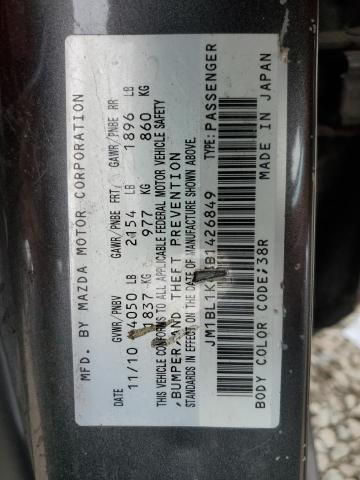 MFD. BY MAZDA MOTOR CORPORATION
DATE GVWR/PNBV GAWR/PNBE FRT/ GAWR/PNBE RR
11/10 4050 LB 2154 LB 1896 LB
1837 KG 977 KG 860 KG
THIS VEHICLE CONFORMS TO ALL APPLICABLE FEDERAL MOTOR VEHICLE SAFETY
, BUMPER, AND THEFT PREVENTION
STANDARDS IN EFFECT ON THE DATE OF MANUFACTURE SHOWN ABOVE.
TYPE: PASSENGER
BODY COLOR CODE;38R MADE IN JAPAN